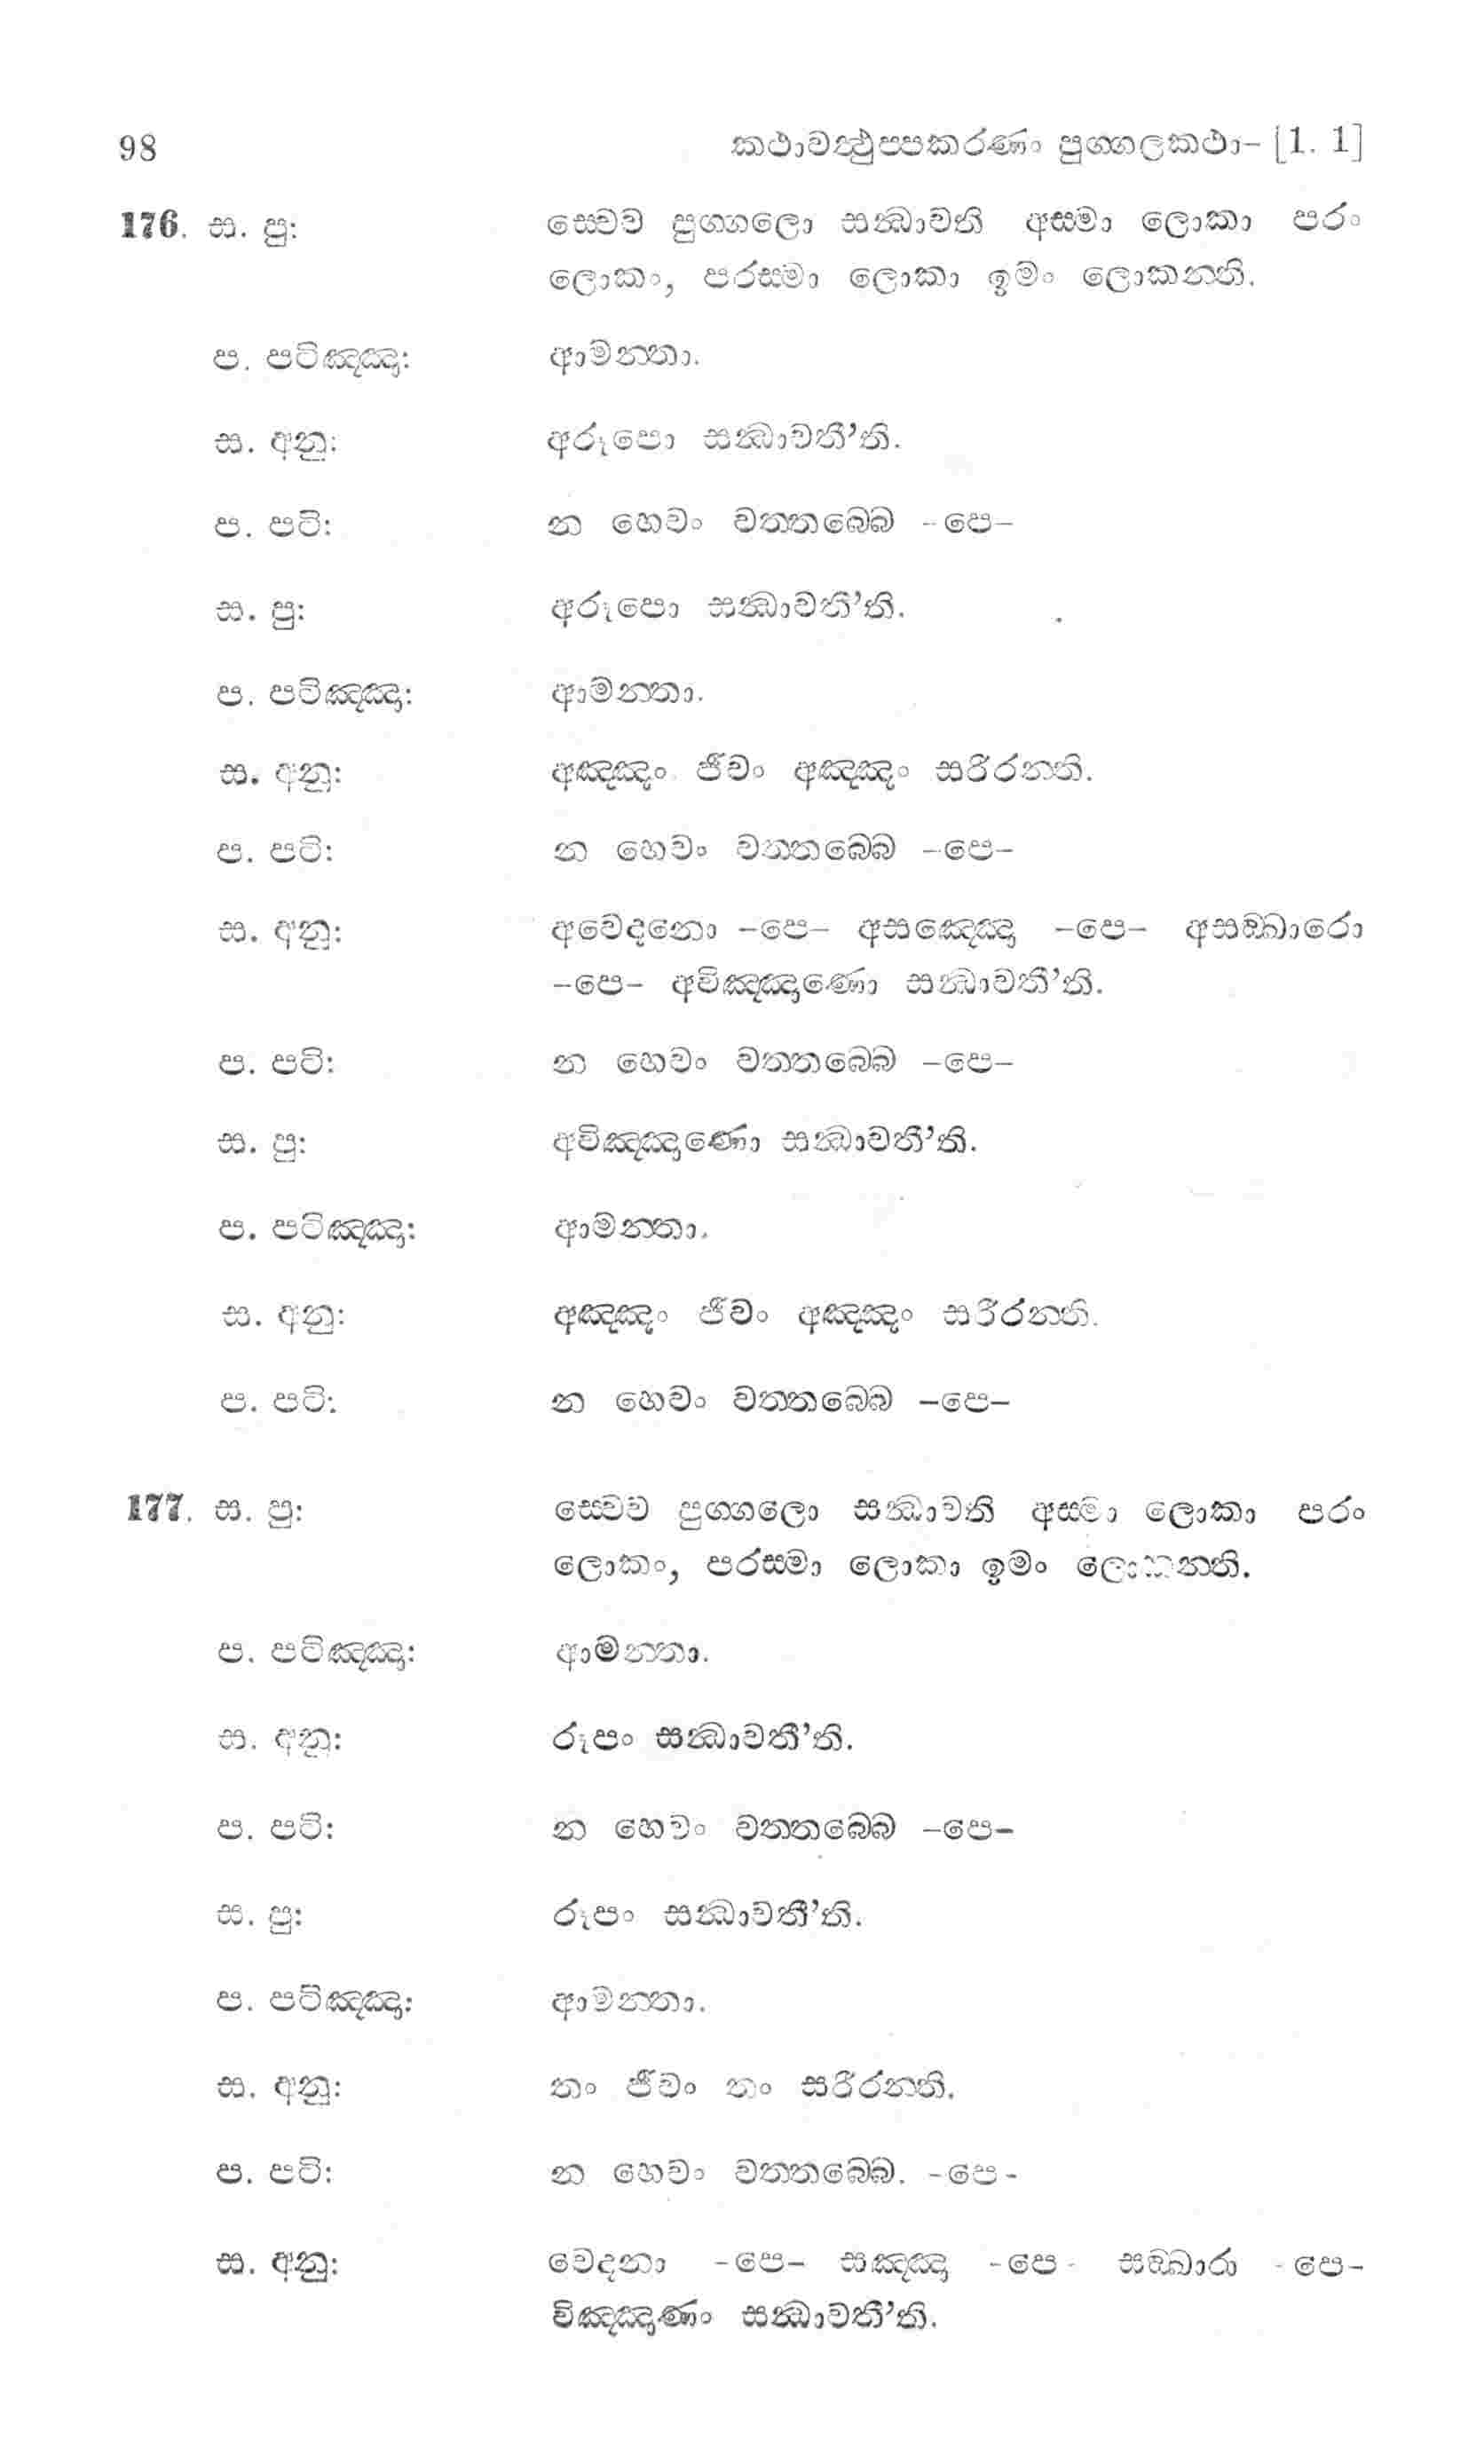 98 කථාවත්‍ථුප‍්පකරණං පුග‍්ගලකථා– [1. 1]
176. ස. පු: ස්‍වෙව පුග‍්ගලො සන්‍ධාවති අස‍්මා ලොකා පරං
ලොකං, පරස‍්මා ලොකා ඉමං ලොකන‍්ති.
ප. පටිඤ‍්ඤා: ආමන‍්තා.
ස. අනු: අරූපො සන්‍ධාවතී’ති.
ප. පටි: න හෙවං වත‍්තබ‍්බෙ –පෙ–
ස. පු: අරූපො සන්‍ධාවතී’ති.
ප. පටිඤ‍්ඤා: ආමන‍්තා.
ස. අනු: අඤ‍්ඤං ජීවං අඤ‍්ඤං සරීරන‍්ති.
ප. පටි: න හෙවං වත‍්තබ‍්බෙ –පෙ–
ස. අනු: අවෙදනො –පෙ– අසඤ‍්ඤො –පෙ– අසඞ‍්ඛාරො
–පෙ– අවිඤ‍්ඤාණො සන්‍ධාවතී’ති.
ප. පටි: න හෙවං වත‍්තබ‍්බෙ –පෙ–
ස. පු: අවිඤ‍්ඤාණො සන්‍ධාවතී’ති.
ප. පටිඤ‍්ඤා: ආමන‍්තා.
ස. අනු: අඤ‍්ඤං ජීවං අඤ‍්ඤං සරීරන‍්ති.
ප. පටි: න හෙවං වත‍්තබ‍්බෙ –පෙ–
177. ස. පු: ස්‍වෙව පුග‍්ගලො සන්‍ධාවති අස‍්මා ලොකා පරං
ලොකං, පරස‍්මා ලොකා ඉමං ලොකන‍්ති.
ප. පටිඤ‍්ඤා: ආමන‍්තා.
ස. අනු: රූපං සන්‍ධාවතී’ති.
ප. පටි: න හෙවං වත‍්තබ‍්බෙ –පෙ–
ස. පු: රූපං සන්‍ධාවතී’ති.
ප. පටිඤ‍්ඤා: ආමන‍්තා.
ස. අනු: තං ජීවං තං සරීරන‍්ති.
ප. පටි: න හෙවං වත‍්තබ‍්බෙ. –පෙ-
ස. අනු: වෙදනා –පෙ– සඤ‍්ඤා -පෙ- සඞ‍්ඛාරා -පෙ–
විඤ‍්ඤාණං සන්‍ධාවතී’ති.